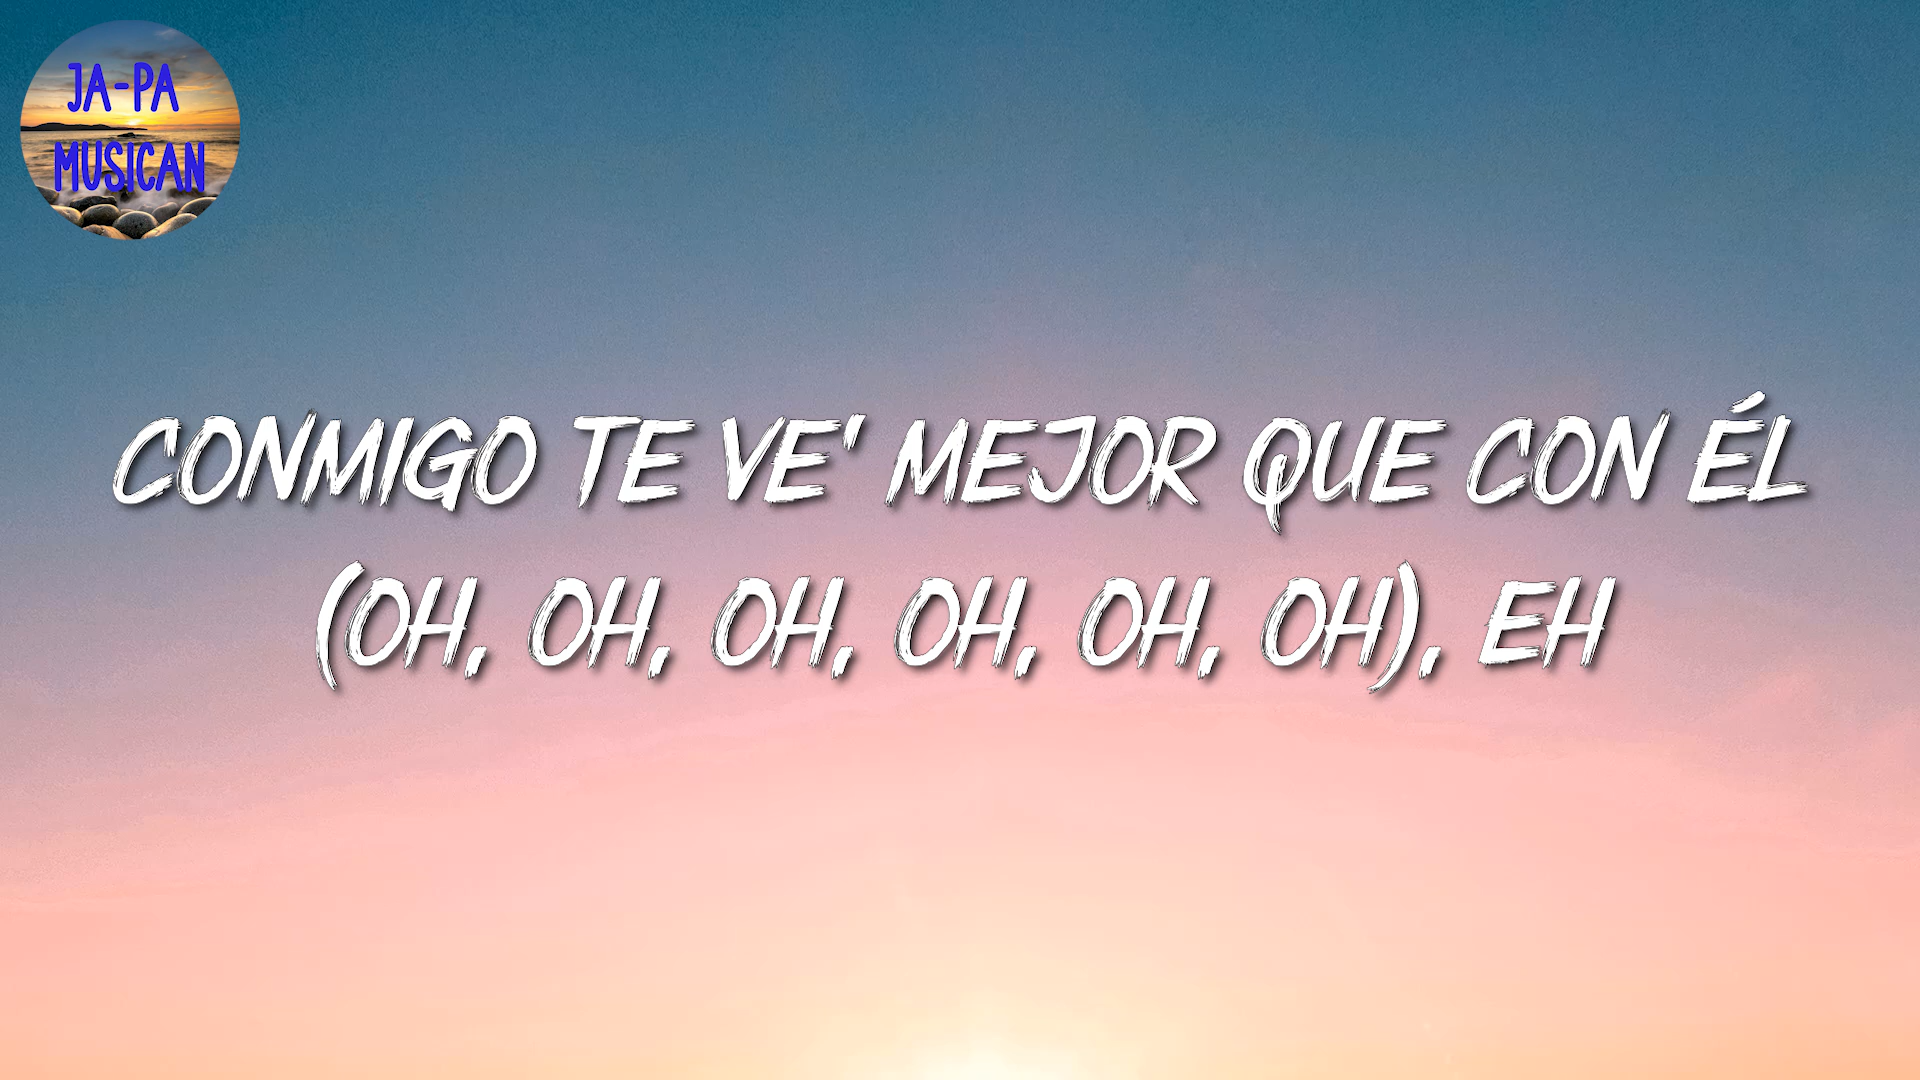 JA-PA
MUSICAN
CONMIGO TE VE' MEJOR QUE CON ÉL
(OH, OH, OH, OH, OH, OH), EH